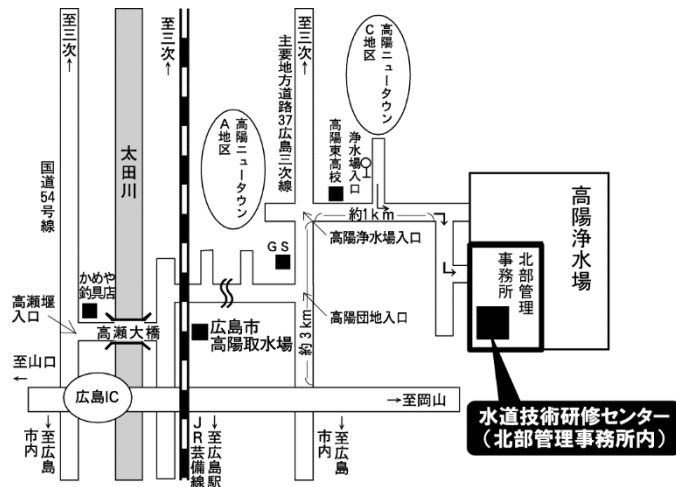 至三次
至三次
至三次
国道54号線
太田川
高陽ニュータウン
A地区
主要地方道路37広島三次線
高陽ニュータウン
C地区
高陽東高校
浄水場入口
高陽浄水場
約1km
高陽浄水場入口
GS
北部管理
事務所
かめや
釣具店
高瀬堰
入口
高瀬大橋
広島市
高陽取水場
約3km
高陽団地入口
至山口
広島IC
至岡山
水道技術研修センター
(北部管理事務所内)
至広島
市内
JR芸備線
至広島駅
至広島
市内